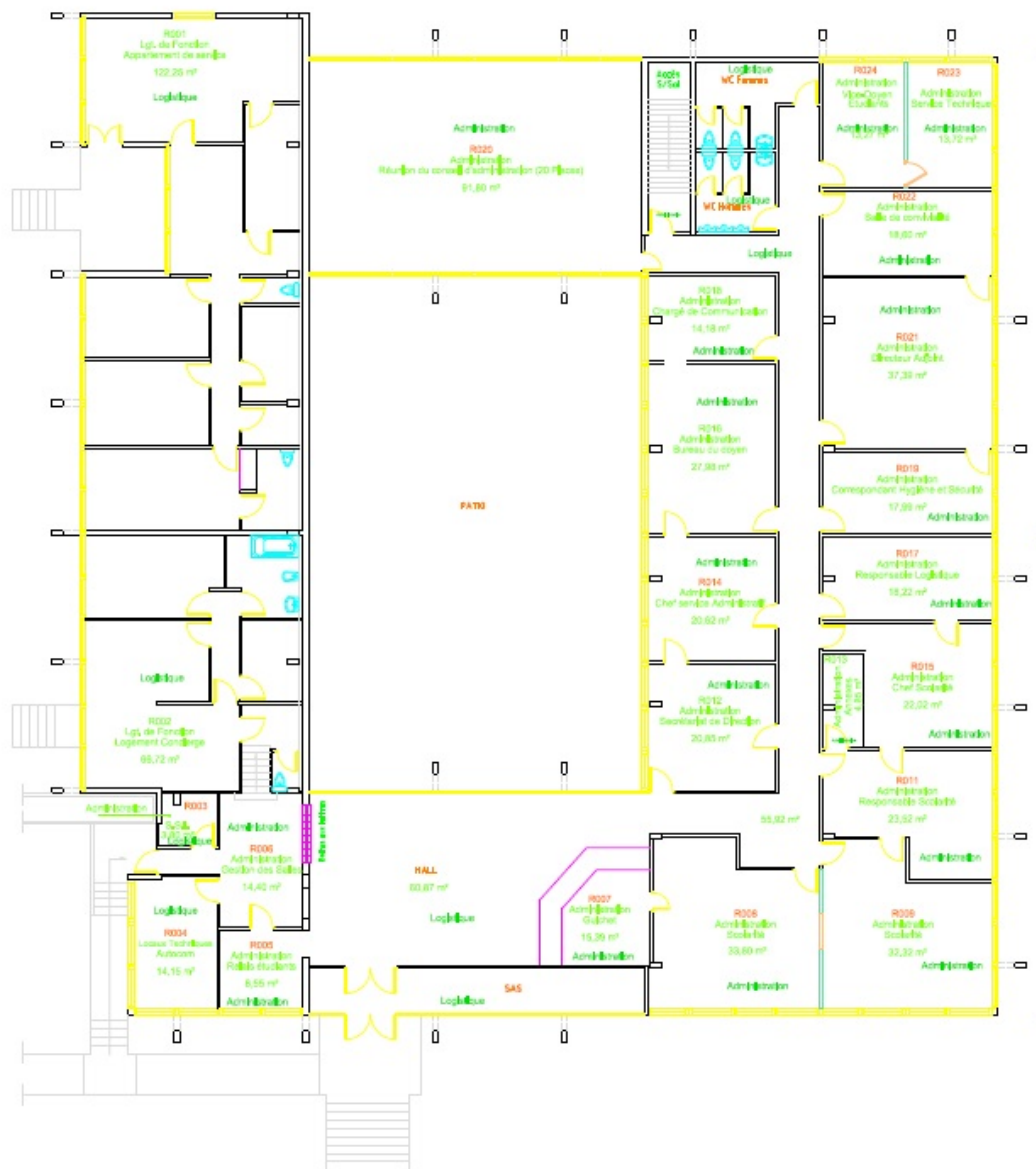 R001
Lgt. de Fonction
Appartement de service
122,28 m²
Logistique
Administration
R020
Administration
Réunion du conseil d'administration (20 Places)
91,60 m²
Accès
S/Sol
Logistique
WC Femmes
WC Hommes
Logistique
Logistique
R024
Administration
Vice-Doyen
Etudiants
Administration
R023
Administration
Service Technique
Administration
13,72 m²
R022
Administration
Salle de convivialité
18,60 m²
Administration
Administration
R021
Administration
Directeur Adjoint
37,39 m²
R018
Administration
Chargé de Communication
14,18 m²
Administration
Administration
R016
Administration
Bureau du doyen
27,93 m²
R019
Administration
Correspondant Hygiène et Sécurité
17,99 m²
Administration
PATIO
R017
Administration
Responsable Logistique
18,22 m²
Administration
Administration
R014
Administration
Chef service Administratif
20,62 m²
R013
Administration
Annexes
R015
Administration
Chef Scolarité
22,02 m²
Administration
Administration
R012
Administration
Secrétariat de Direction
20,85 m²
Logistique
R002
Lgt. de Fonction
Logement Concierge
R011
Administration
Responsable Scolarité
23,52 m²
Administration
Administration
R003
Logistique
Administration
R006
Administration
Gestion des Salles
14,40 m²
55,92 m²
HALL
60,87 m²
Logistique
R007
Administration
Guichet
15,39 m²
Administration
R008
Administration
Scolarité
33,60 m²
Administration
R009
Administration
Scolarité
32,32 m²
Administration
Logistique
R004
Locaux Techniques
Autocom
14,15 m²
R005
Administration
Relais étudiants
8,55 m²
Administration
SAS
Logistique